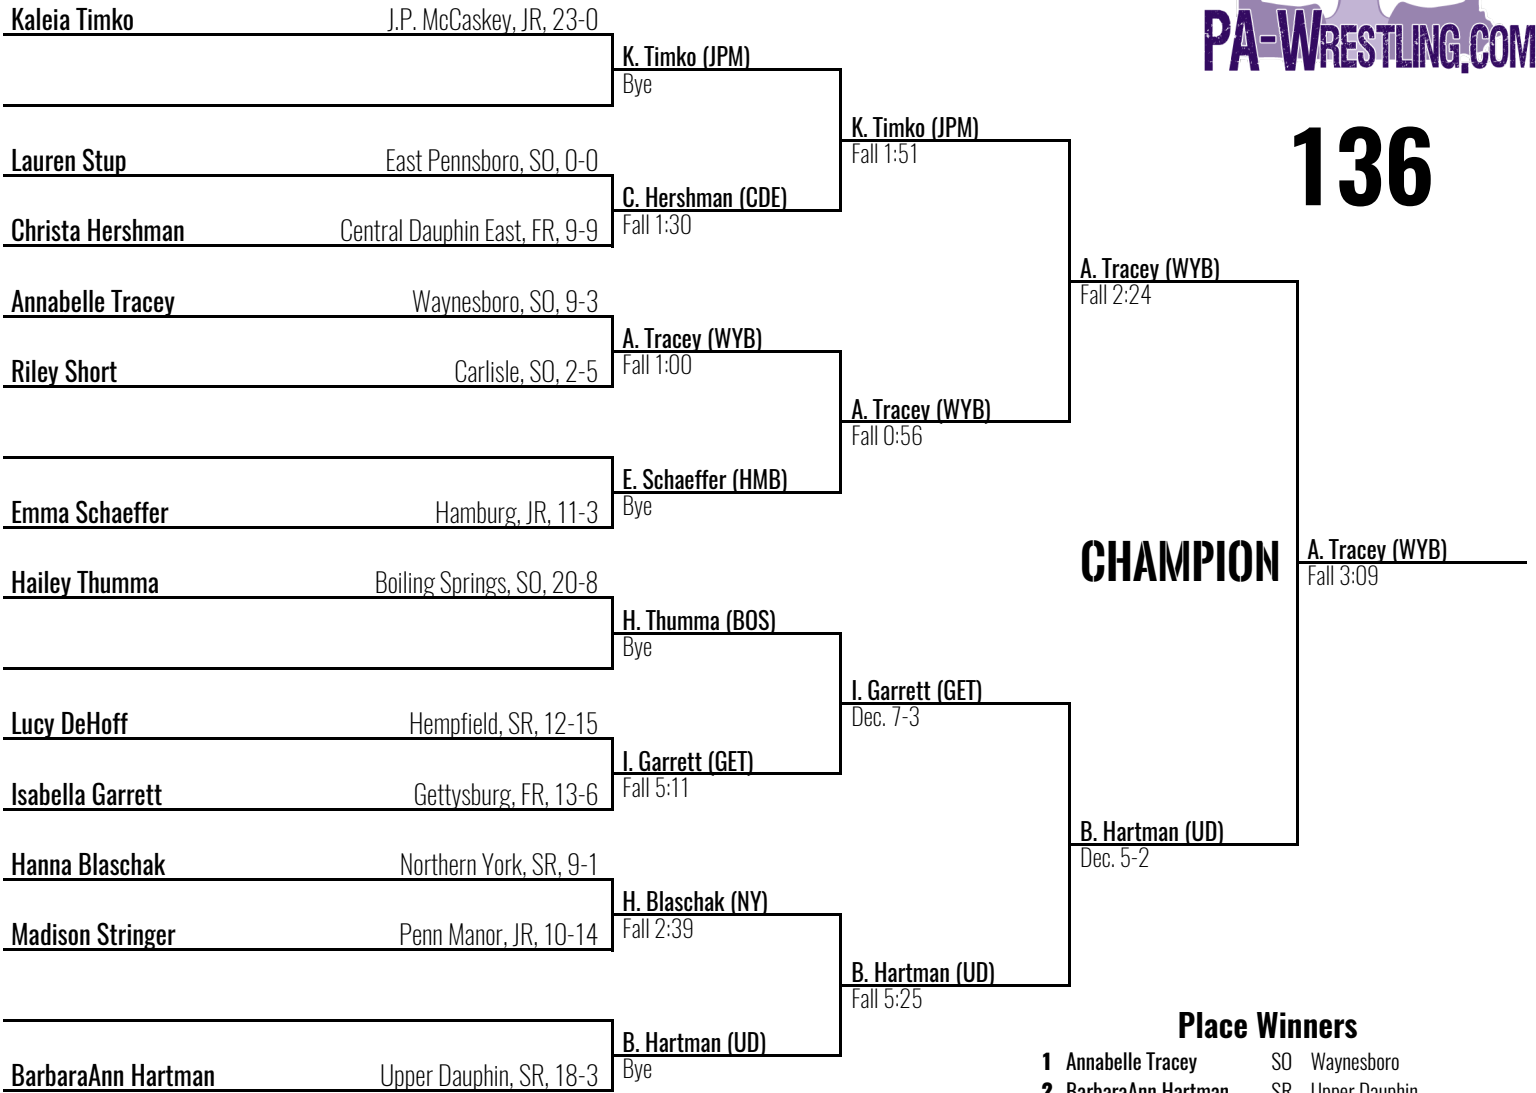 PA-WRESTLING.COM
136
Kaleia Timko J.P. McCaskey, JR, 23-0
K. Timko (JPM)
Bye
K. Timko (JPM)
Fall 1:51
Lauren Stup East Pennsboro, SO, 0-0
C. Hershman (CDE)
Fall 1:30
Christa Hershman Central Dauphin East, FR, 9-9
A. Tracey (WYB)
Fall 2:24
Annabelle Tracey Waynesboro, SO, 9-3
A. Tracey (WYB)
Fall 1:00
Riley Short Carlisle, SO, 2-5
A. Tracey (WYB)
Fall 0:56
E. Schaeffer (HMB)
Bye
Emma Schaeffer Hamburg, JR, 11-3
CHAMPION
A. Tracey (WYB)
Fall 3:09
Hailey Thumma Boiling Springs, SO, 20-8
H. Thumma (BOS)
Bye
I. Garrett (GET)
Dec. 7-3
Lucy DeHoff Hempfield, SR, 12-15
I. Garrett (GET)
Fall 5:11
Isabella Garrett Gettysburg, FR, 13-6
B. Hartman (UD)
Dec. 5-2
Hanna Blaschak Northern York, SR, 9-1
H. Blaschak (NY)
Fall 2:39
Madison Stringer Penn Manor, JR, 10-14
B. Hartman (UD)
Fall 5:25
B. Hartman (UD)
Bye
BarbaraAnn Hartman Upper Dauphin, SR, 18-3
Place Winners
1 Annabelle Tracey SO Waynesboro
2 BarbaraAnn Hartman SR Upper Dauphin